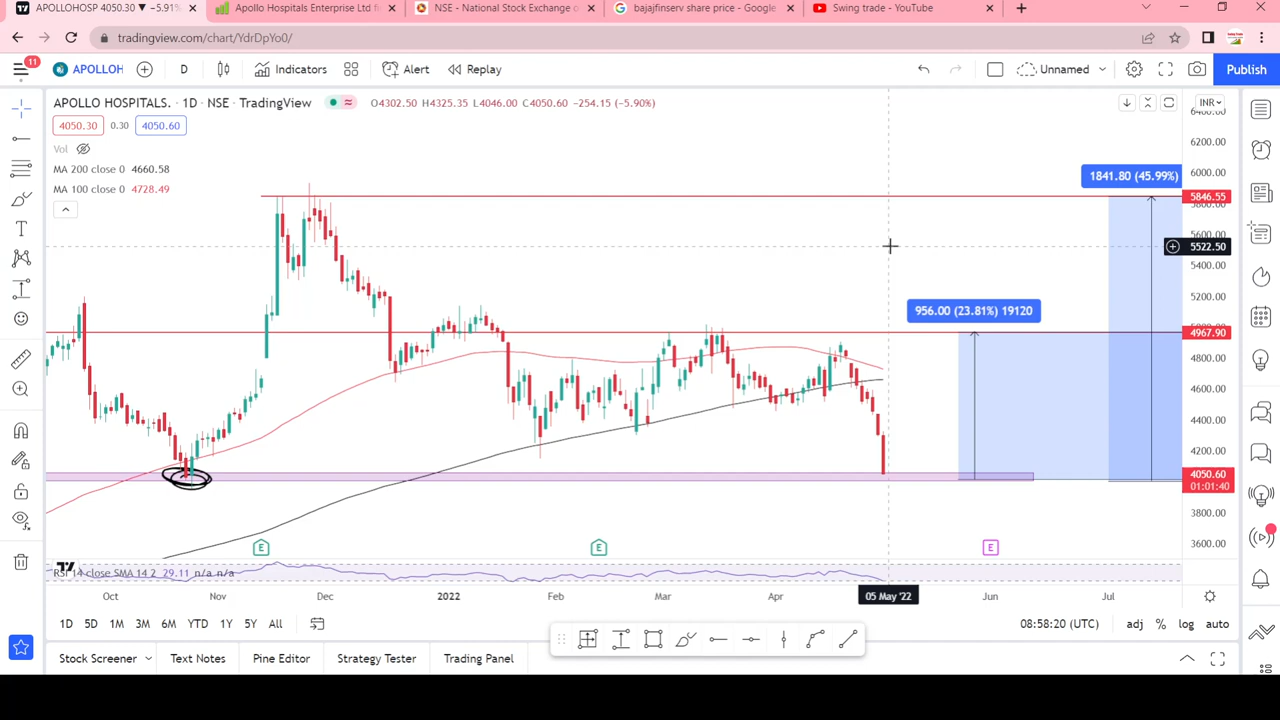 APOLLOHOSP 4050.30 ▼ −5.91%
Apollo Hospitals Enterprise Ltd f
NSE - National Stock Exchange o
bajajfinserv share price - Google
Swing trade - YouTube
tradingview.com/chart/YdrDpYo0/
11
APOLLOH
D
Indicators
Alert
Replay
Unnamed
Publish
APOLLO HOSPITALS. · 1D · NSE · TradingView
O4302.50 H4325.35 L4046.00 C4050.60 −254.15 (−5.90%)
INR
4050.30
0.30
4050.60
Vol
MA 200 close 0 4660.58
MA 100 close 0 4728.49
6400.00
6200.00
6000.00
1841.80 (45.99%)
5846.55
5800.00
5600.00
5522.50
5400.00
5200.00
956.00 (23.81%) 19120
5000.00
4967.90
4800.00
4600.00
4400.00
4200.00
4050.60
01:01:40
3800.00
3600.00
E
E
E
RSI 14 close SMA 14 2 29.11 n/a n/a
Oct
Nov
Dec
2022
Feb
Mar
Apr
05 May '22
Jun
Jul
1D 5D 1M 3M 6M YTD 1Y 5Y All
08:58:20 (UTC)
adj % log auto
Stock Screener
Text Notes
Pine Editor
Strategy Tester
Trading Panel